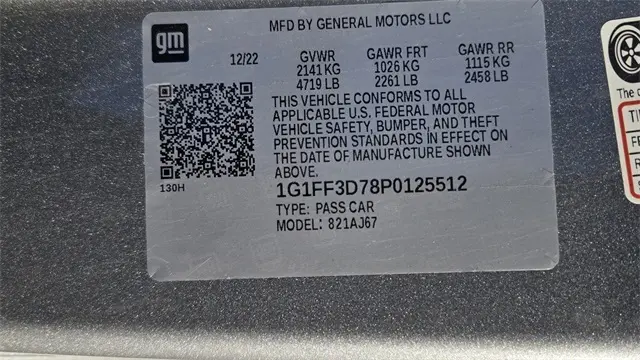 gm
MFD BY GENERAL MOTORS LLC
12/22 GVWR GAWR FRT GAWR RR
2141 KG 1026 KG 1115 KG
4719 LB 2261 LB 2458 LB
THIS VEHICLE CONFORMS TO ALL
APPLICABLE U.S. FEDERAL MOTOR
VEHICLE SAFETY, BUMPER, AND THEFT
PREVENTION STANDARDS IN EFFECT ON
THE DATE OF MANUFACTURE SHOWN
ABOVE.
130H
1G1FF3D78P0125512
TYPE: PASS CAR
MODEL: 821AJ67
The